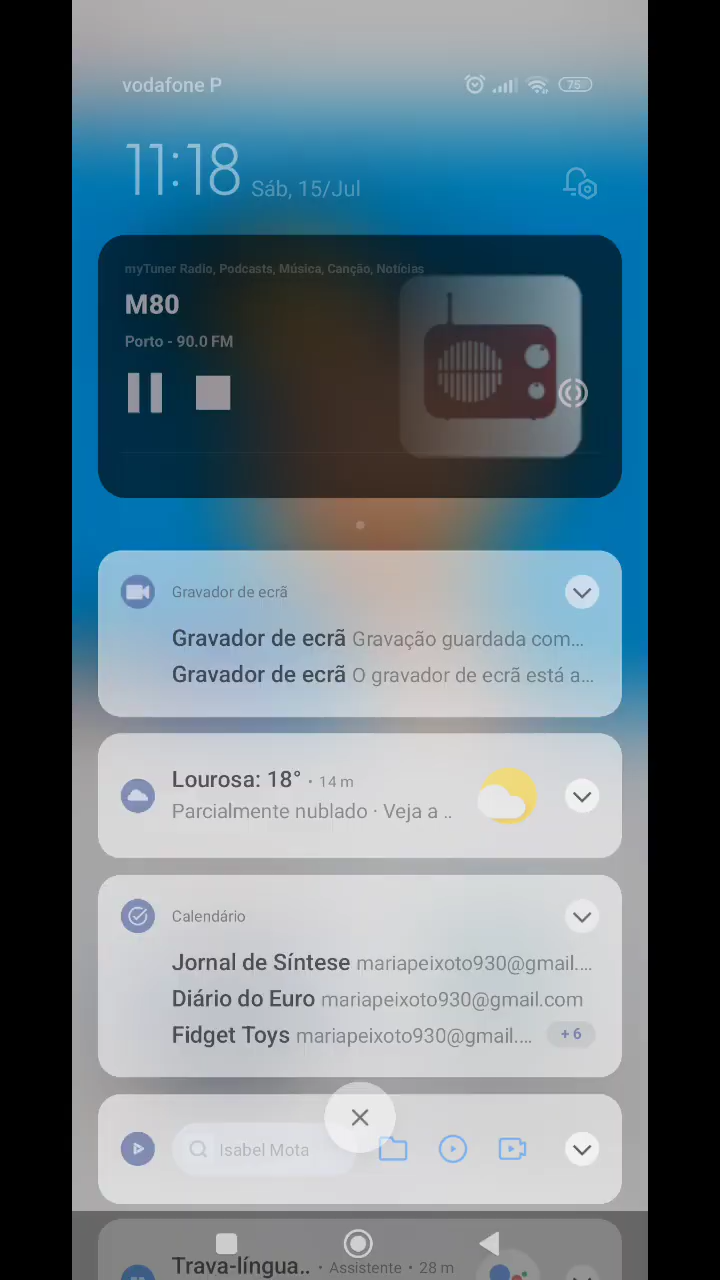 vodafone P
75
11:18 Sáb, 15/Jul
myTuner Radio, Podcasts, Música, Canção, Notícias
M80
Porto - 90.0 FM
Gravador de ecrã
Gravador de ecrã Gravação guardada com...
Gravador de ecrã O gravador de ecrã está a...
Lourosa: 18° · 14 m
Parcialmente nublado · Veja a ..
Calendário
Jornal de Síntese mariapeixoto930@gmail....
Diário do Euro mariapeixoto930@gmail.com
Fidget Toys mariapeixoto930@gmail....
+ 6
Isabel Mota
Trava-língua.. · Assistente · 28 m